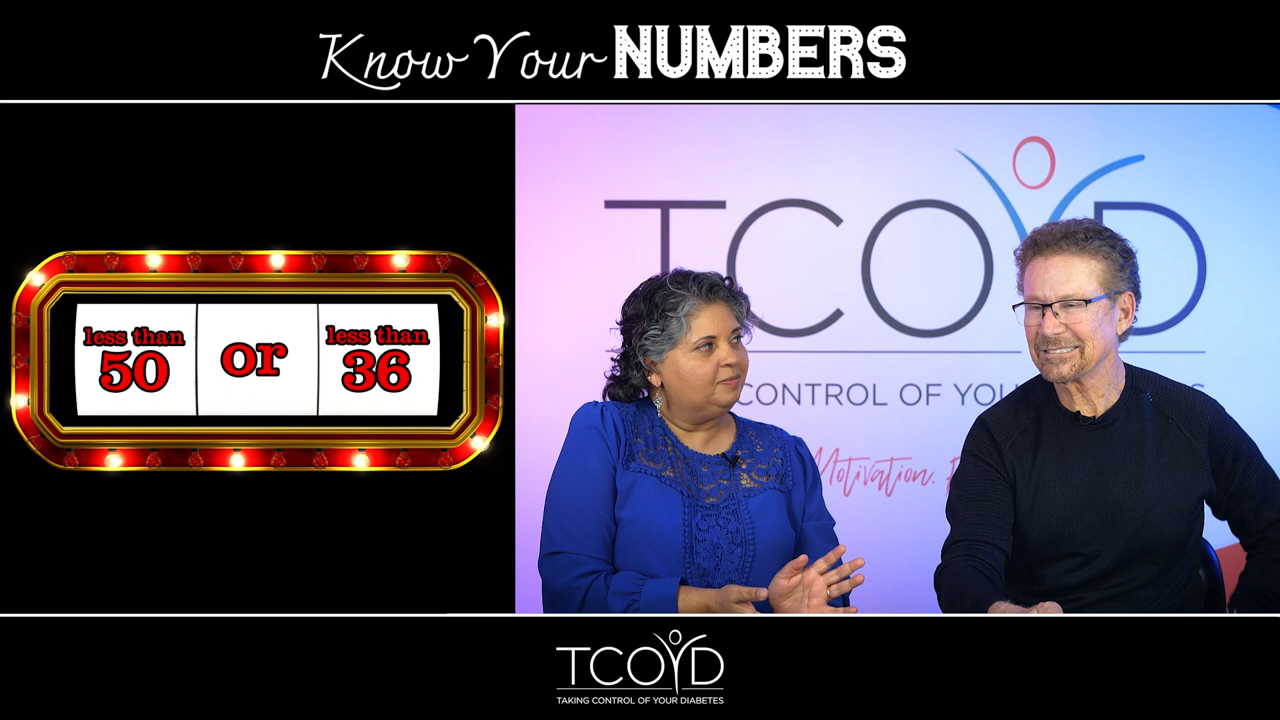 Know Your NUMBERS
less than
50
or
less than
36
TCOYD
CONTROL OF YOU
Motivation.
TCOYD
TAKING CONTROL OF YOUR DIABETES